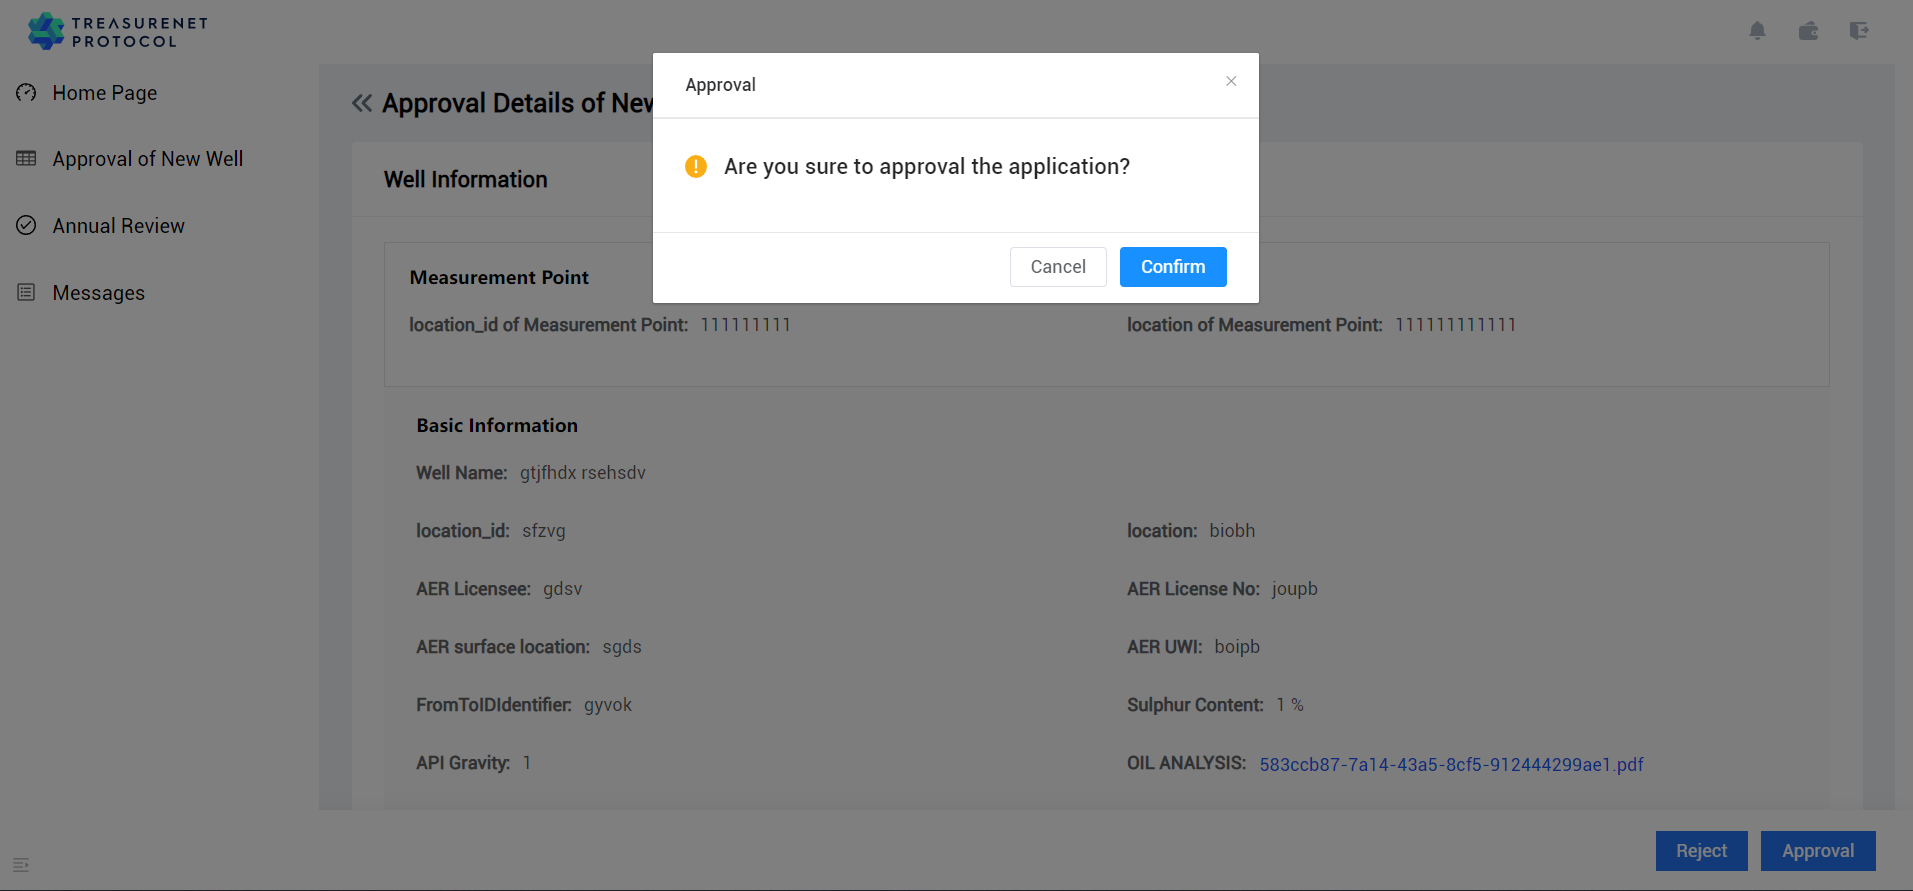 TREASURENET
PROTOCOL
Home Page
Approval of New Well
Annual Review
Messages
Approval Details of New
Approval
Are you sure to approval the application?
Cancel
Confirm
Well Information
Measurement Point
location_id of Measurement Point: 111111111
location of Measurement Point: 111111111111
Basic Information
Well Name: gtjfhdx rsehsdv
location_id: sfzvg
location: biobh
AER Licensee: gdsv
AER License No: joupb
AER surface location: sgds
AER UWI: boipb
FromToIDIdentifier: gyvok
Sulphur Content: 1 %
API Gravity: 1
OIL ANALYSIS: 583ccb87-7a14-43a5-8cf5-912444299ae1.pdf
Reject
Approval